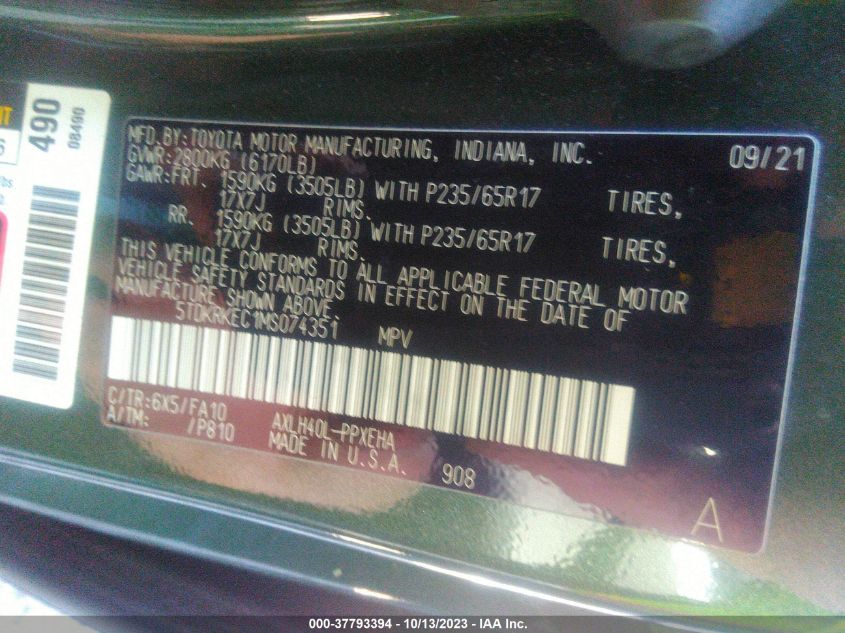 NT
490
08490
MFD. BY: TOYOTA MOTOR MANUFACTURING, INDIANA, INC. 09/21
GVWR: 2800KG (6170LB)
GAWR: FRT. 1590KG (3505LB) WITH P235/65R17 TIRES,
17X7J RIMS.
RR. 1590KG (3505LB) WITH P235/65R17 TIRES,
17X7J RIMS.
THIS VEHICLE CONFORMS TO ALL APPLICABLE FEDERAL MOTOR
VEHICLE SAFETY STANDARDS IN EFFECT ON THE DATE OF
MANUFACTURE SHOWN ABOVE.
5TDKRKEC1MS074351 MPV
C/TR: 6X5/FA10 AXLH40L-PPXEHA
A/TM: /P810 MADE IN U.S.A. 908
A
000-37793394 - 10/13/2023 - IAA Inc.